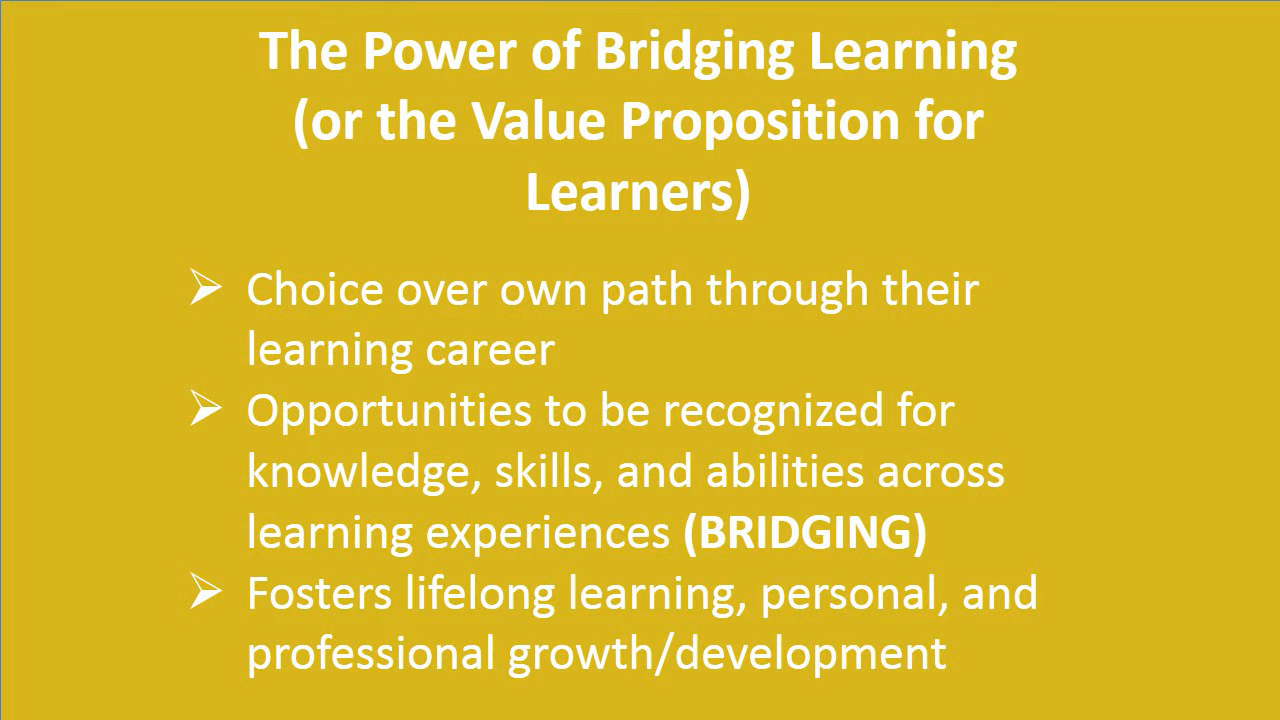 The Power of Bridging Learning
(or the Value Proposition for
Learners)
➢ Choice over own path through their
learning career
➢ Opportunities to be recognized for
knowledge, skills, and abilities across
learning experiences (BRIDGING)
➢ Fosters lifelong learning, personal, and
professional growth/development